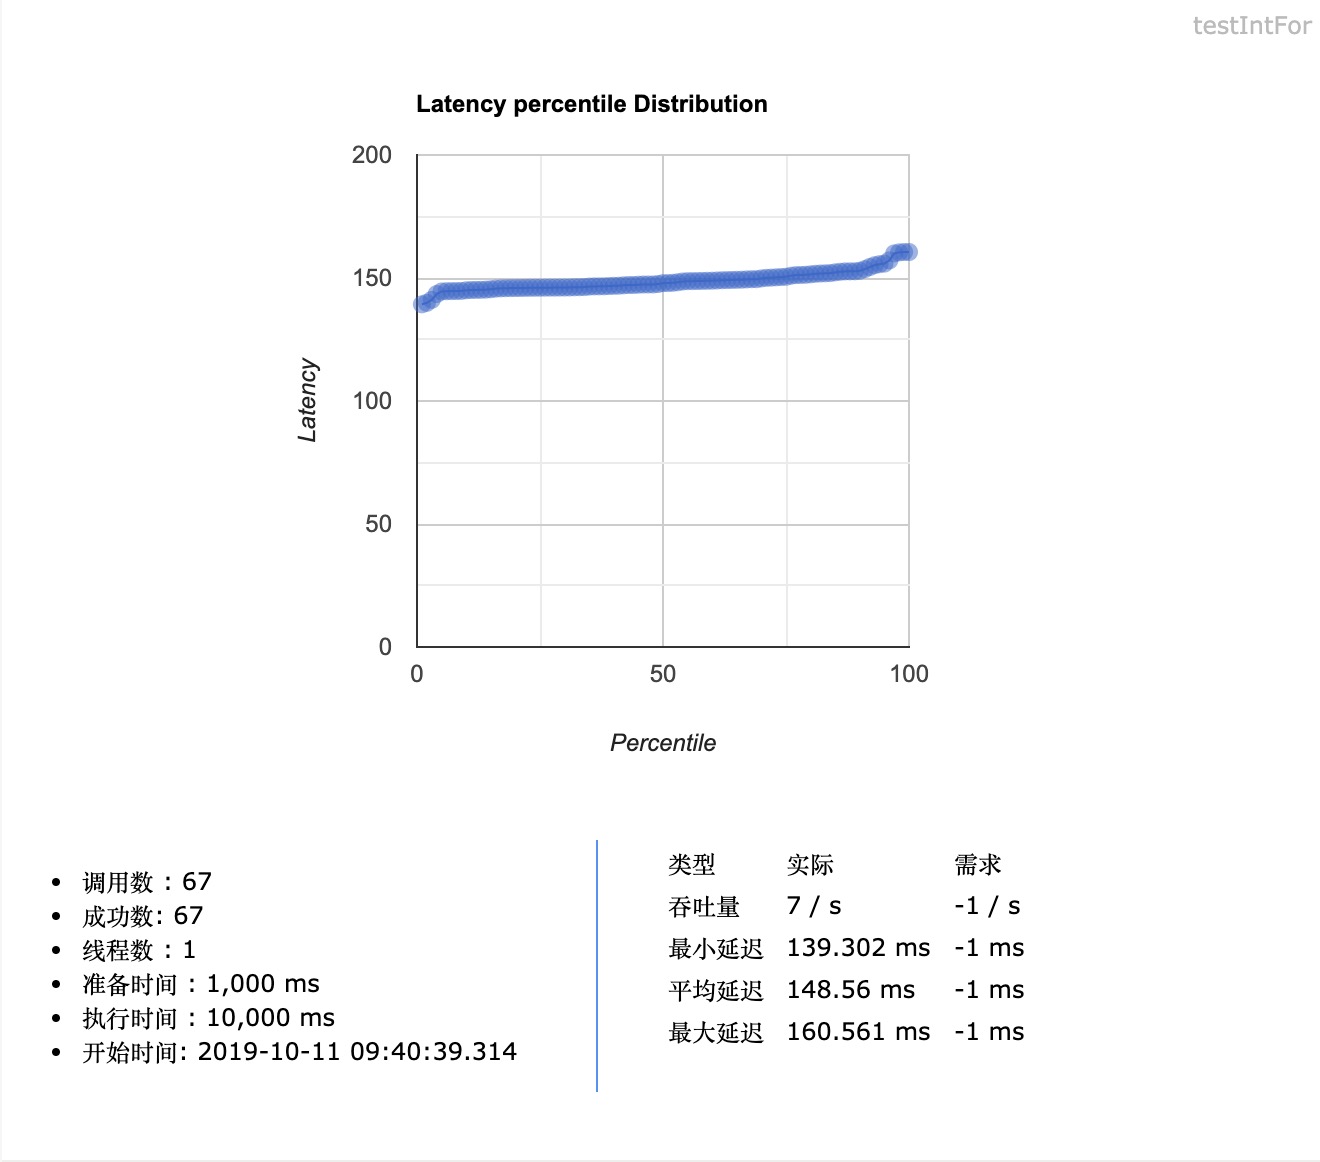 testIntFor
Latency percentile Distribution
200
150
100
50
0
Latency
0 50 100
Percentile
调用数 : 67
成功数: 67
线程数 : 1
准备时间 : 1,000 ms
执行时间 : 10,000 ms
开始时间: 2019-10-11 09:40:39.314
类型 实际 需求
吞吐量 7 / s -1 / s
最小延迟 139.302 ms -1 ms
平均延迟 148.56 ms -1 ms
最大延迟 160.561 ms -1 ms